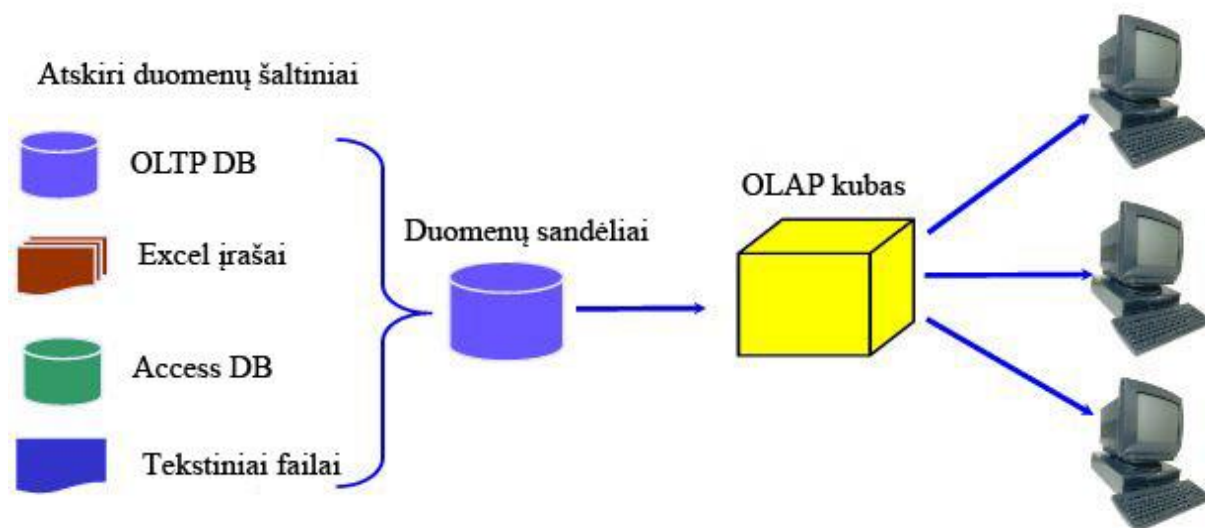 Atskiri duomenų šaltiniai
OLTP DB
Excel įrašai
Access DB
Tekstiniai failai
Duomenų sandėliai
OLAP kubas